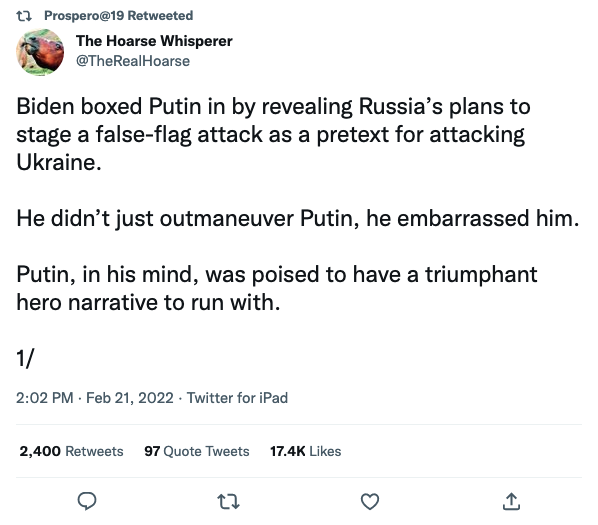 Prospero@19 Retweeted
The Hoarse Whisperer
@TheRealHoarse
Biden boxed Putin in by revealing Russia’s plans to
stage a false-flag attack as a pretext for attacking
Ukraine.
He didn’t just outmaneuver Putin, he embarrassed him.
Putin, in his mind, was poised to have a triumphant
hero narrative to run with.
1/
2:02 PM · Feb 21, 2022 · Twitter for iPad
2,400 Retweets 97 Quote Tweets 17.4K Likes